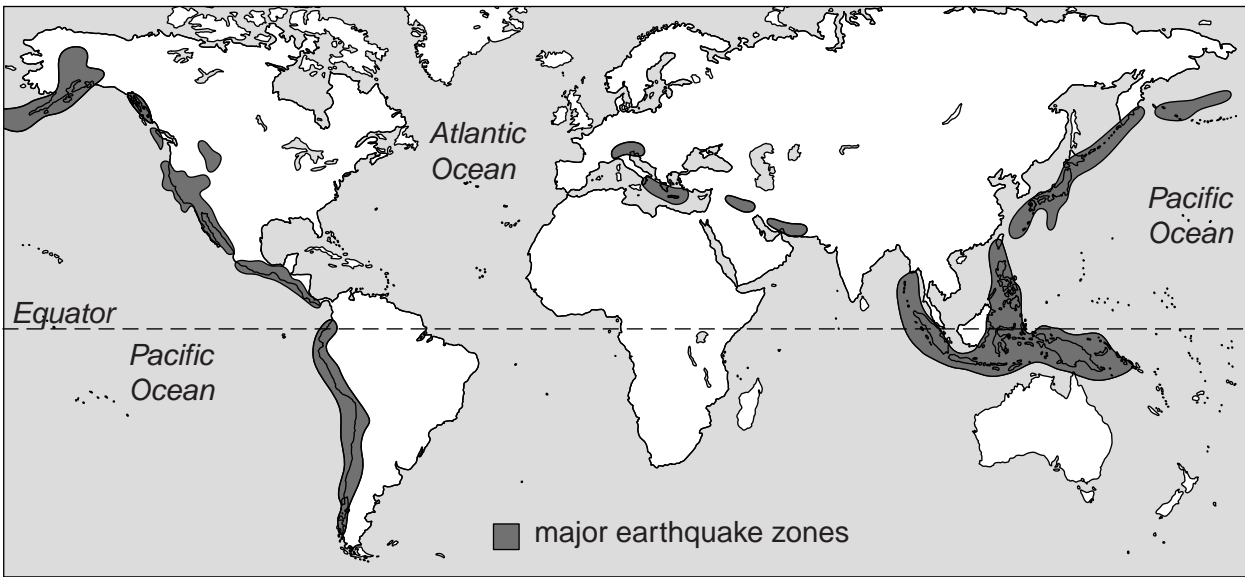 Atlantic
Ocean
Pacific
Ocean
Equator
Pacific
Ocean
major earthquake zones